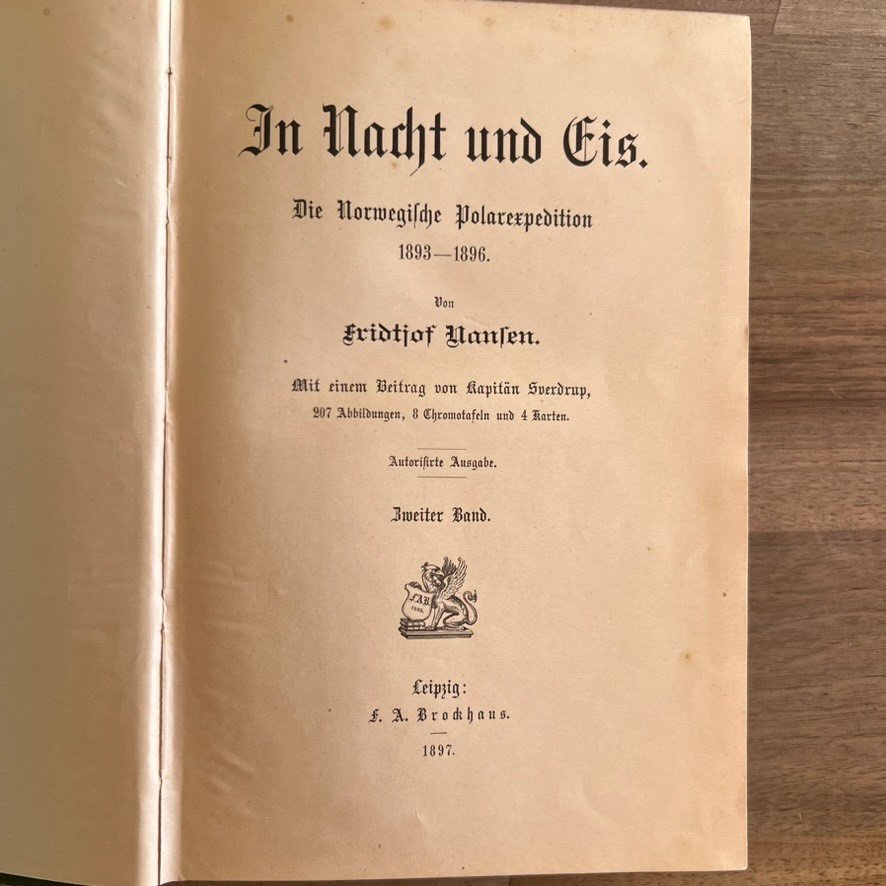 In Nacht und Eis.
Die Norwegiſche Polarexpedition
1893—1896.
Von
Fridtjof Nanſen.
Mit einem Beitrag von Kapitän Sverdrup,
207 Abbildungen, 8 Chromotafeln und 4 Karten.
Autoriſirte Ausgabe.
Zweiter Band.
F.A.B.
Leipzig:
F. A. Brockhaus.
1897.